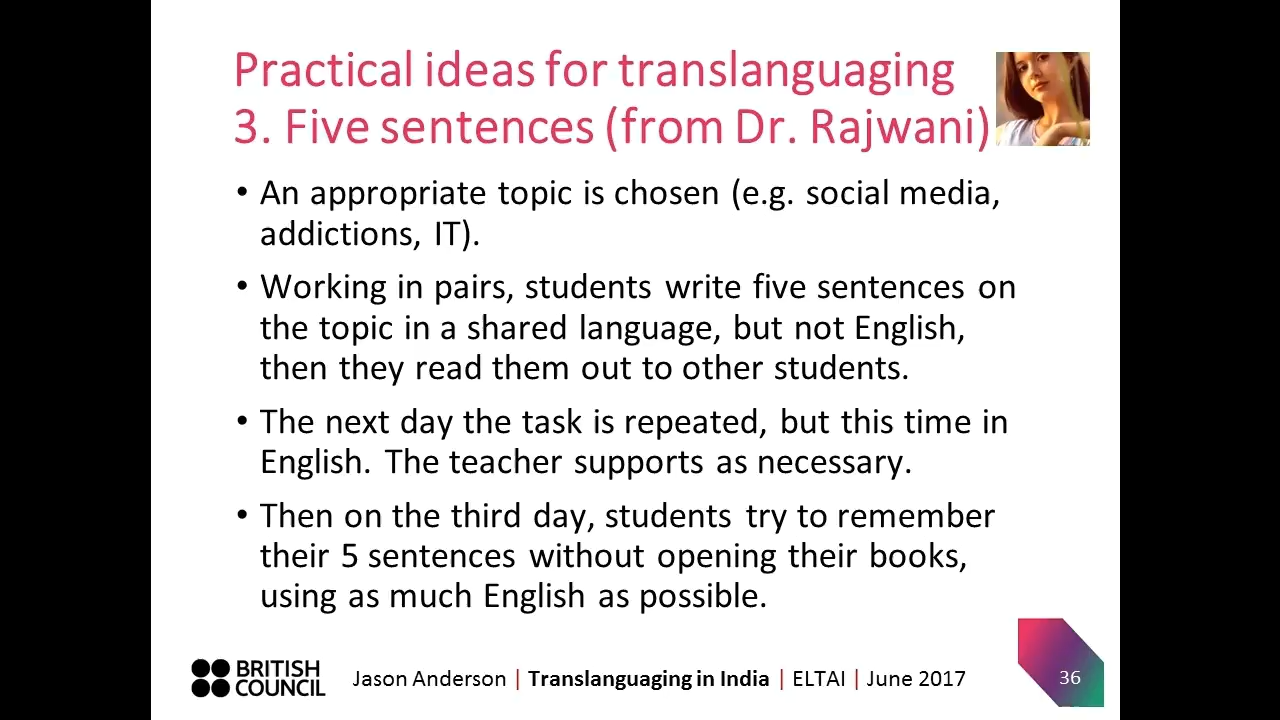 Practical ideas for translanguaging
3. Five sentences (from Dr. Rajwani)
• An appropriate topic is chosen (e.g. social media,
addictions, IT).
• Working in pairs, students write five sentences on
the topic in a shared language, but not English,
then they read them out to other students.
• The next day the task is repeated, but this time in
English. The teacher supports as necessary.
• Then on the third day, students try to remember
their 5 sentences without opening their books,
using as much English as possible.
BRITISH
COUNCIL
Jason Anderson | Translanguaging in India | ELTAI | June 2017
36